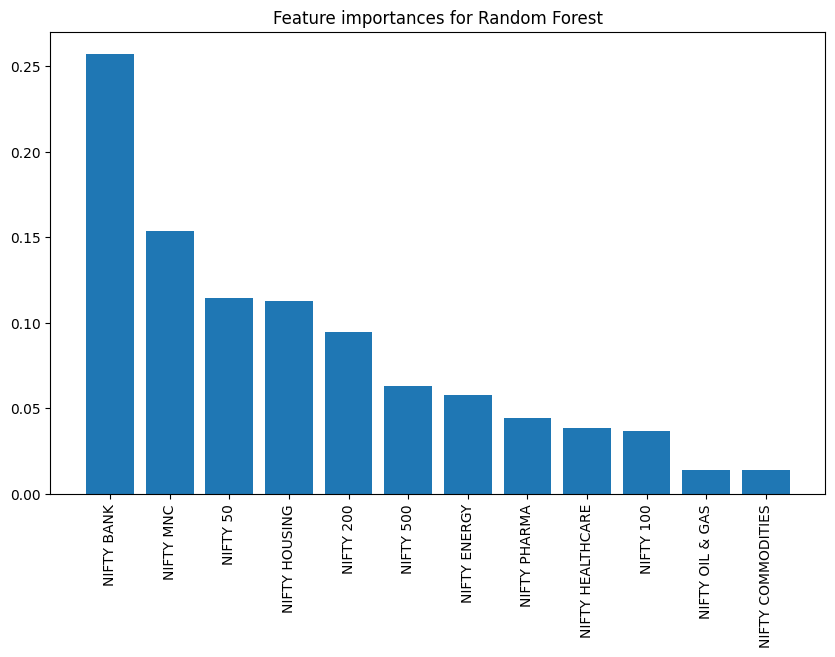 Feature importances for Random Forest
0.25
0.20
0.15
0.10
0.05
0.00
NIFTY BANK
NIFTY MNC
NIFTY 50
NIFTY HOUSING
NIFTY 200
NIFTY 500
NIFTY ENERGY
NIFTY PHARMA
NIFTY HEALTHCARE
NIFTY 100
NIFTY OIL & GAS
NIFTY COMMODITIES